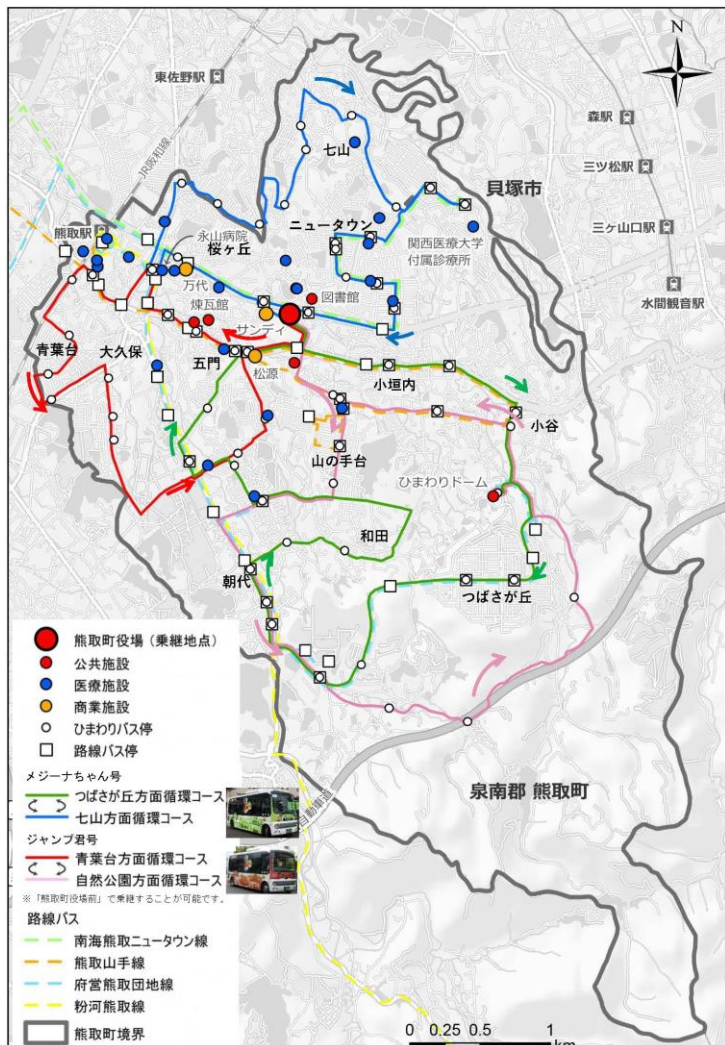 N
東佐野駅
JR阪和線
森駅
三ツ松駅
七山
貝塚市
三ケ山口駅
熊取駅
永山病院
桜ヶ丘
ニュータウン
関西医療大学
付属診療所
水間観音駅
万代
煉瓦館
図書館
サンディ
青葉台
大久保
五門
松源
小垣内
小谷
山の手台
ひまわりドーム
和田
朝代
つばさが丘
熊取町役場（乗継地点）
公共施設
医療施設
商業施設
ひまわりバス停
路線バス停
メジーナちゃん号
つばさが丘方面循環コース
七山方面循環コース
ジャンプ君号
青葉台方面循環コース
自然公園方面循環コース
※「熊取町役場前」で乗継することが可能です。
路線バス
南海熊取ニュータウン線
熊取山手線
府営熊取団地線
粉河熊取線
熊取町境界
自動車道
泉南郡 熊取町
0 0.25 0.5 1
km